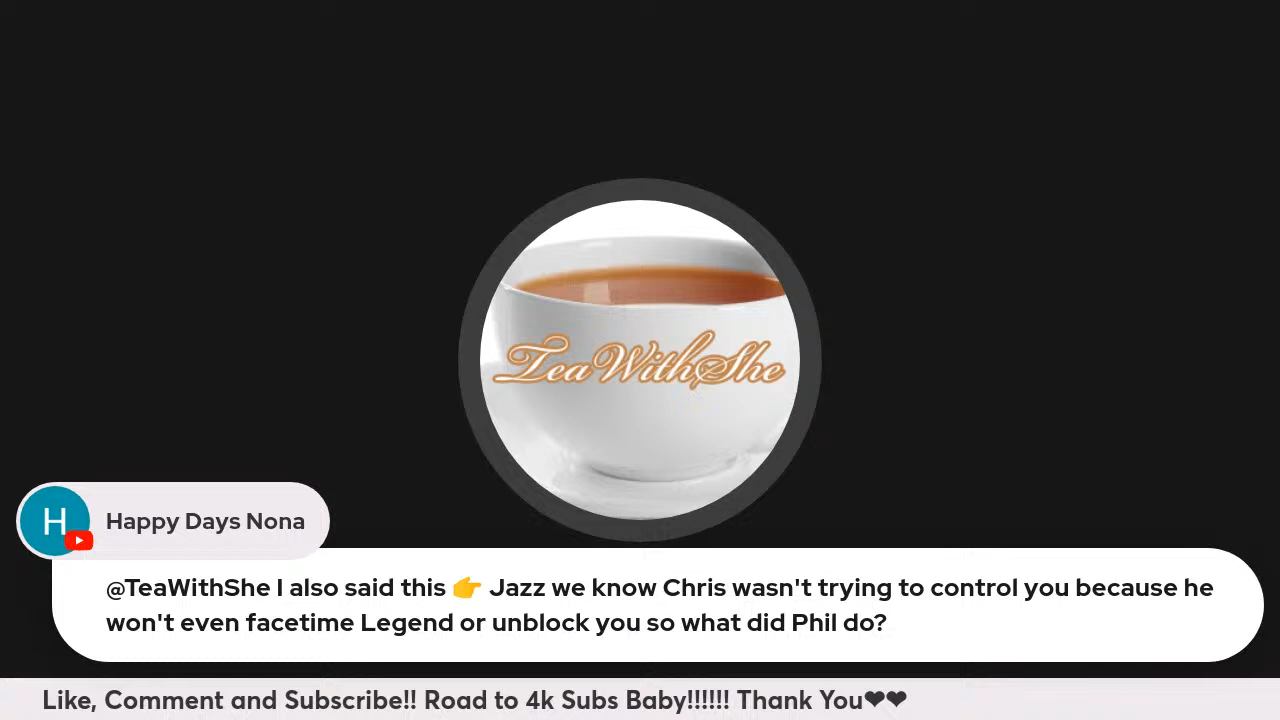 TeaWithShe
H
Happy Days Nona
@TeaWithShe I also said this 👉 Jazz we know Chris wasn't trying to control you because he
won't even facetime Legend or unblock you so what did Phil do?
Like, Comment and Subscribe!! Road to 4k Subs Baby!!!!!! Thank You❤❤